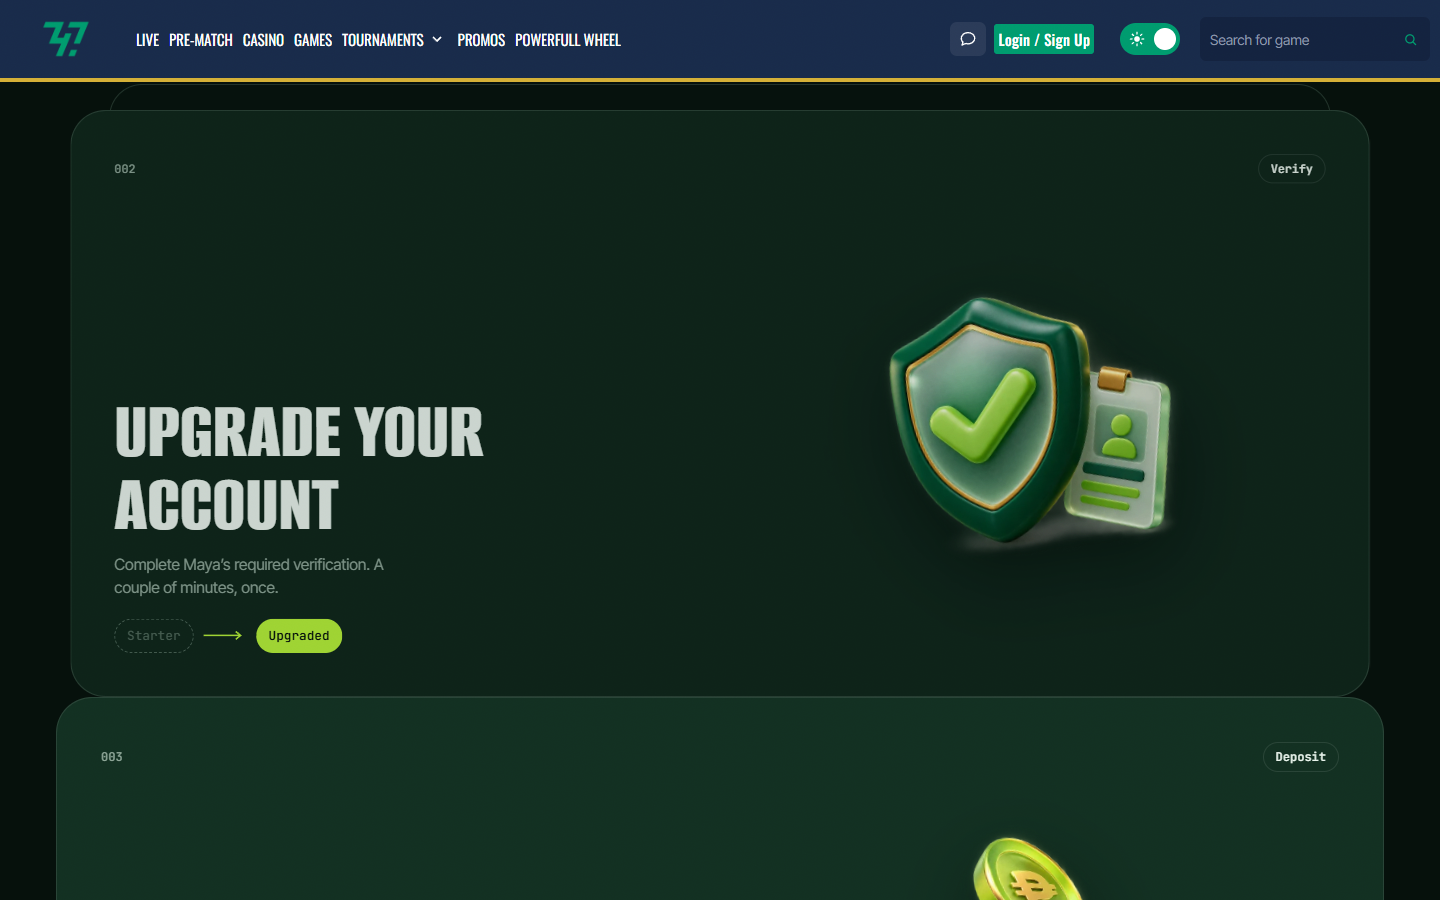 LIVE PRE-MATCH CASINO GAMES TOURNAMENTS PROMOS POWERFULL WHEEL Login / Sign Up Search for game
002 Verify
UPGRADE YOUR
ACCOUNT
Complete Maya’s required verification. A
couple of minutes, once.
Starter Upgraded
003 Deposit